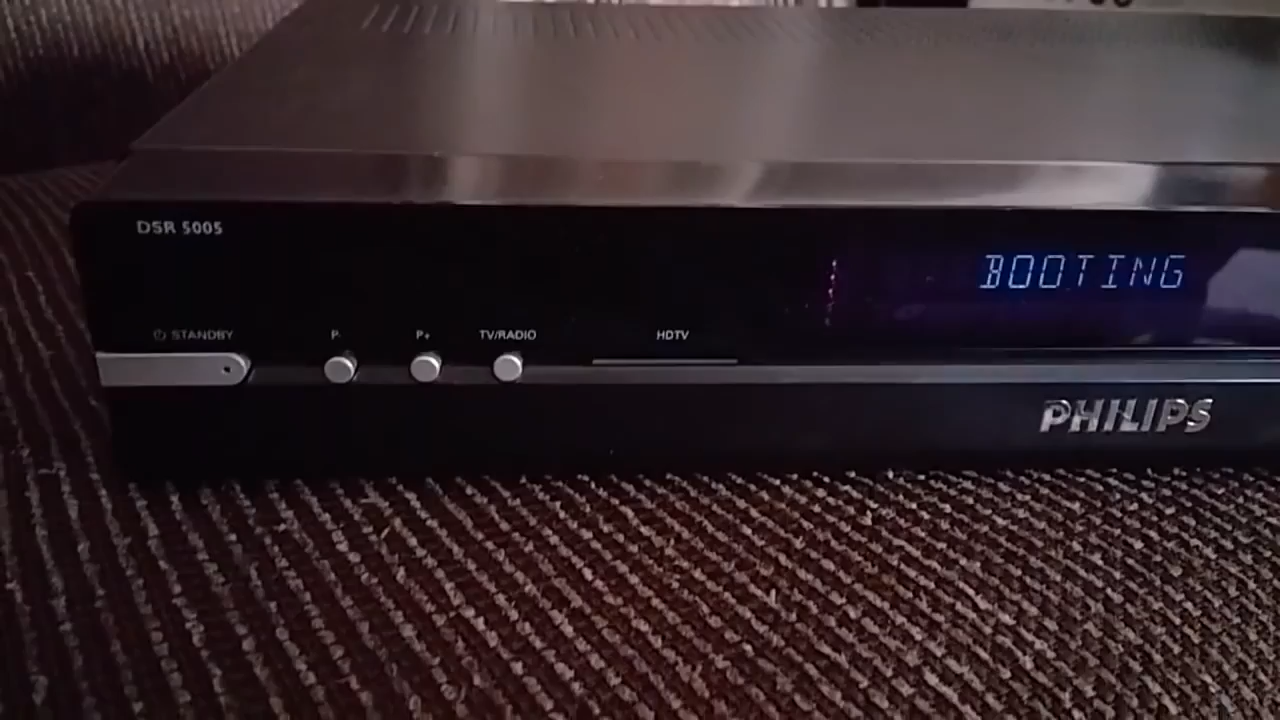 DSR 5005
BOOTING
STANDBY
P-
P+
TV/RADIO
HDTV
PHILIPS